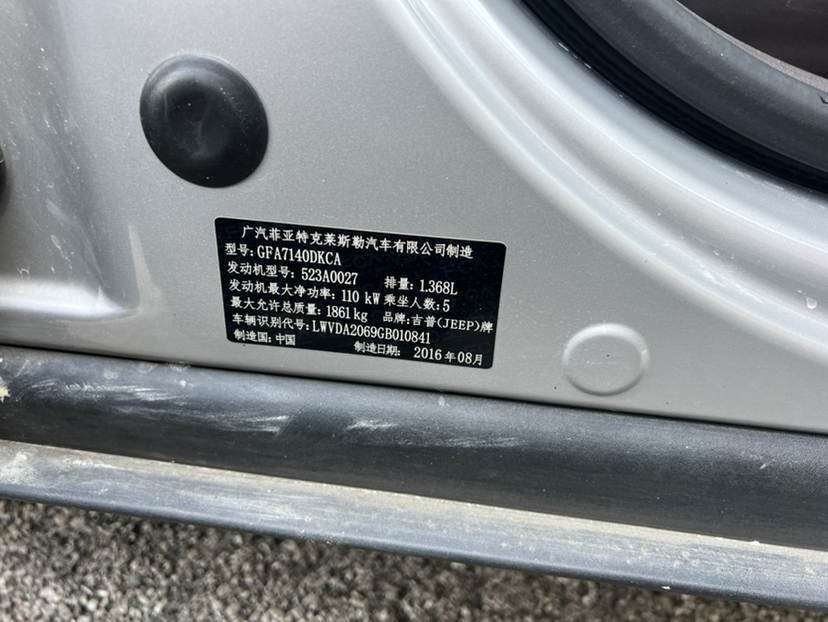 广汽菲亚特克莱斯勒汽车有限公司制造
型号:GFA7140DKCA
发动机型号:523A0027 排量:1.368L
发动机最大净功率:110 kW 乘坐人数:5
最大允许总质量:1861kg 品牌:吉普(JEEP)牌
车辆识别代号:LWVDA2069GB010841
制造国:中国 制造日期: 2016年08月